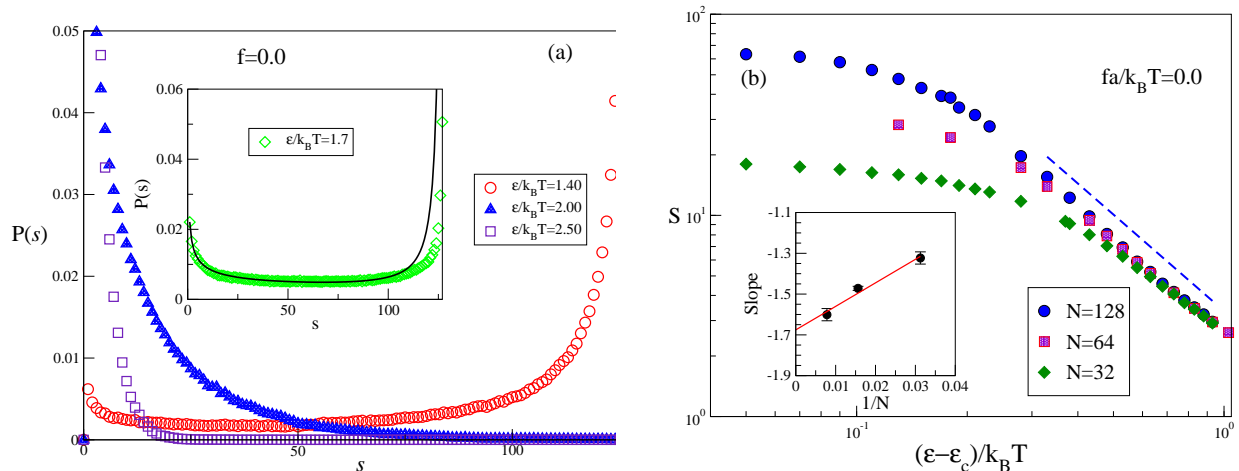 (a)
f=0.0
0.05
0.04
0.03
P(s)
0.02
0.01
0
0
50
100
s
0.06
0.04
P(s)
0.02
0
0
50
100
s
ε/k_BT=1.7
ε/k_BT=1.40
ε/k_BT=2.00
ε/k_BT=2.50
(b)
fa/k_BT=0.0
10^2
S
10^1
10^0
10^-1
10^0
(ε−ε_c)/k_BT
-1.1
-1.3
Slope
-1.5
-1.7
-1.9
0
0.01
0.02
0.03
0.04
1/N
N=128
N=64
N=32